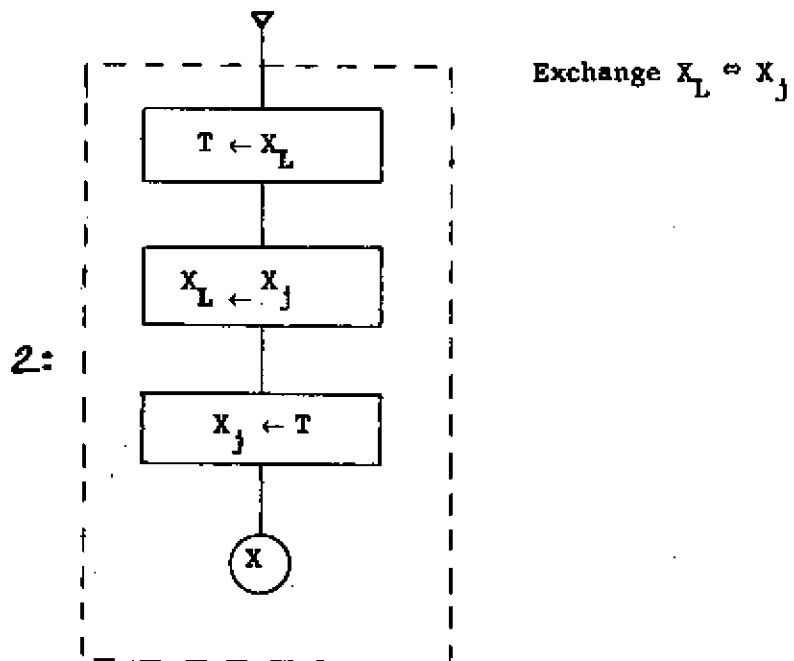 Exchange X_L ⇔ X_j
T ← X_L
X_L ← X_j
2:
X_j ← T
X